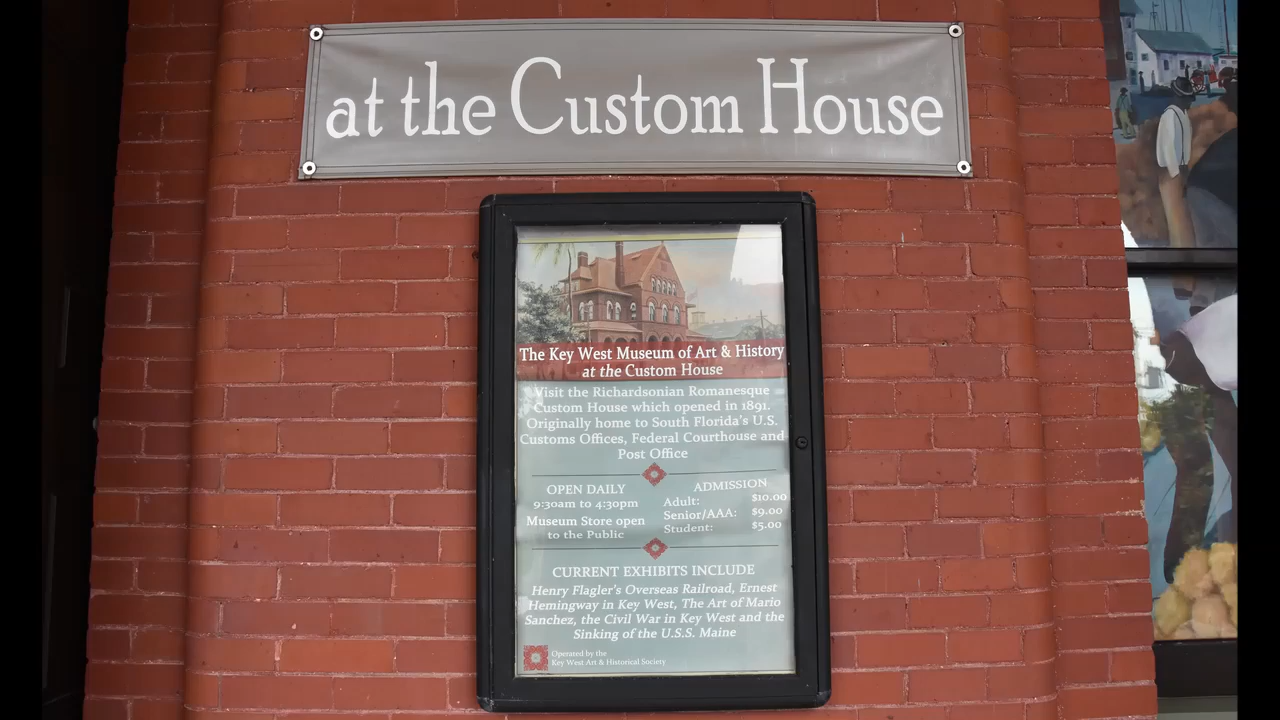 at the Custom House
The Key West Museum of Art & History
at the Custom House
Visit the Richardsonian Romanesque
Custom House which opened in 1891.
Originally home to South Florida's U.S.
Customs Offices, Federal Courthouse and
Post Office
OPEN DAILY
9:30am to 4:30pm
Museum Store open
to the Public
ADMISSION
Adult: $10.00
Senior/AAA: $9.00
Student: $5.00
CURRENT EXHIBITS INCLUDE
Henry Flagler's Overseas Railroad, Ernest
Hemingway in Key West, The Art of Mario
Sanchez, the Civil War in Key West and the
Sinking of the U.S.S. Maine
Operated by the
Key West Art & Historical Society